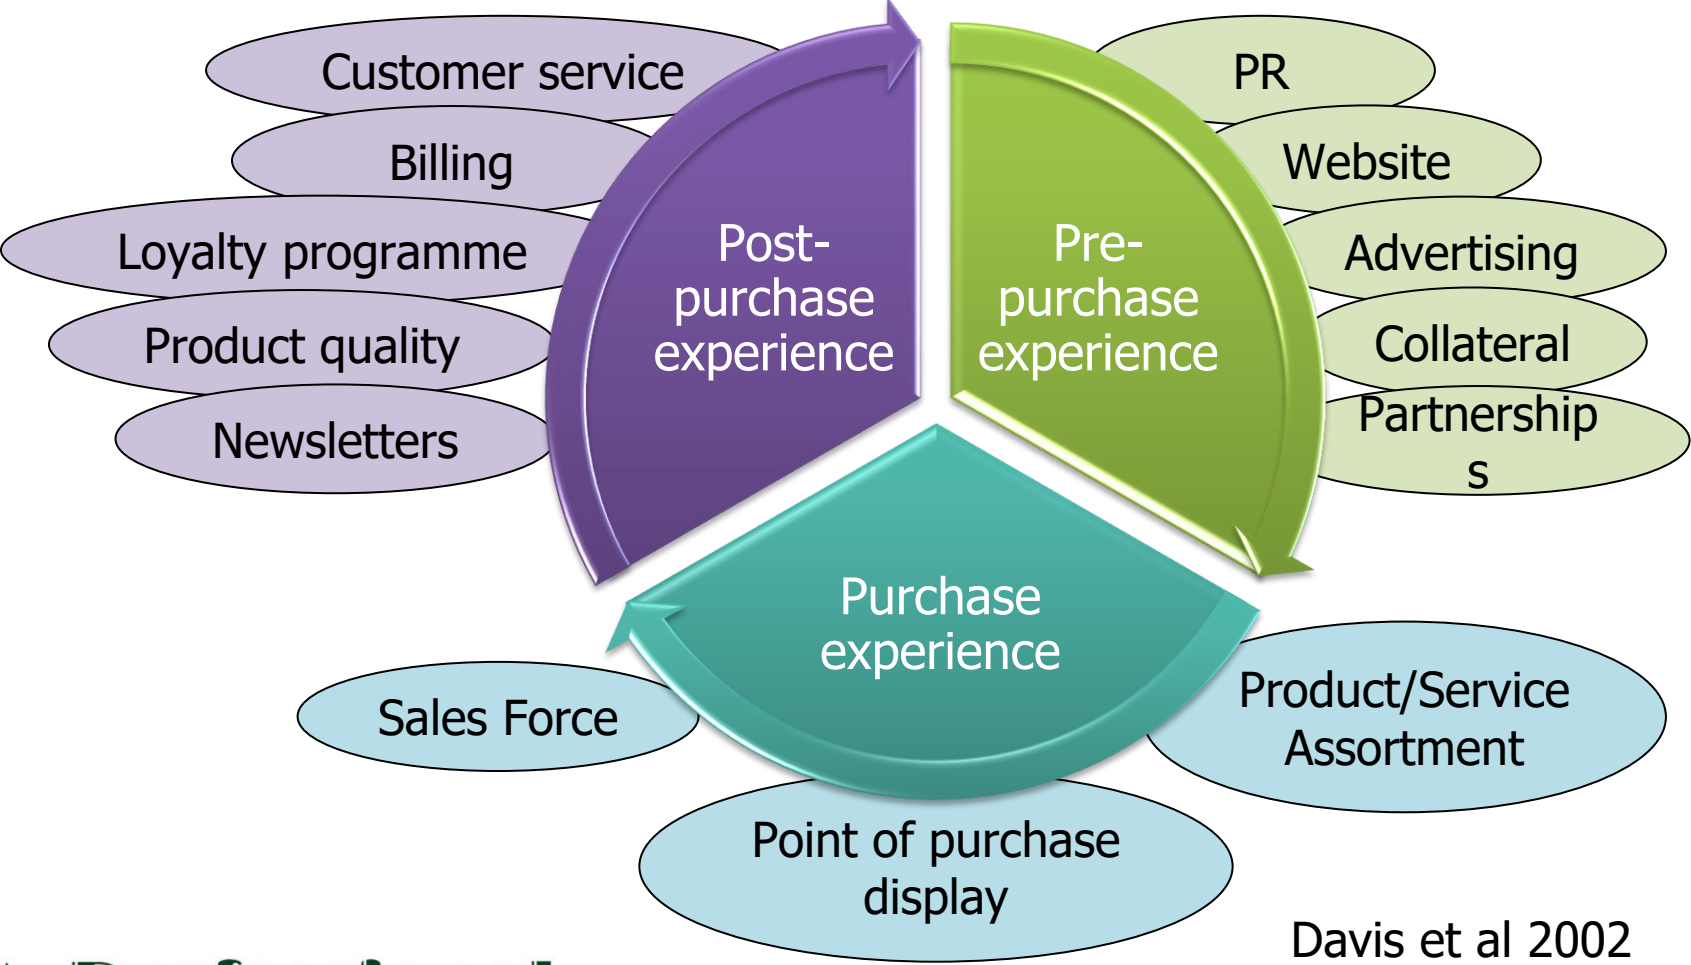 Customer service
Billing
Loyalty programme
Product quality
Newsletters
Post-
purchase
experience
Pre-
purchase
experience
PR
Website
Advertising
Collateral
Partnership
s
Purchase
experience
Sales Force
Point of purchase
display
Product/Service
Assortment
Davis et al 2002